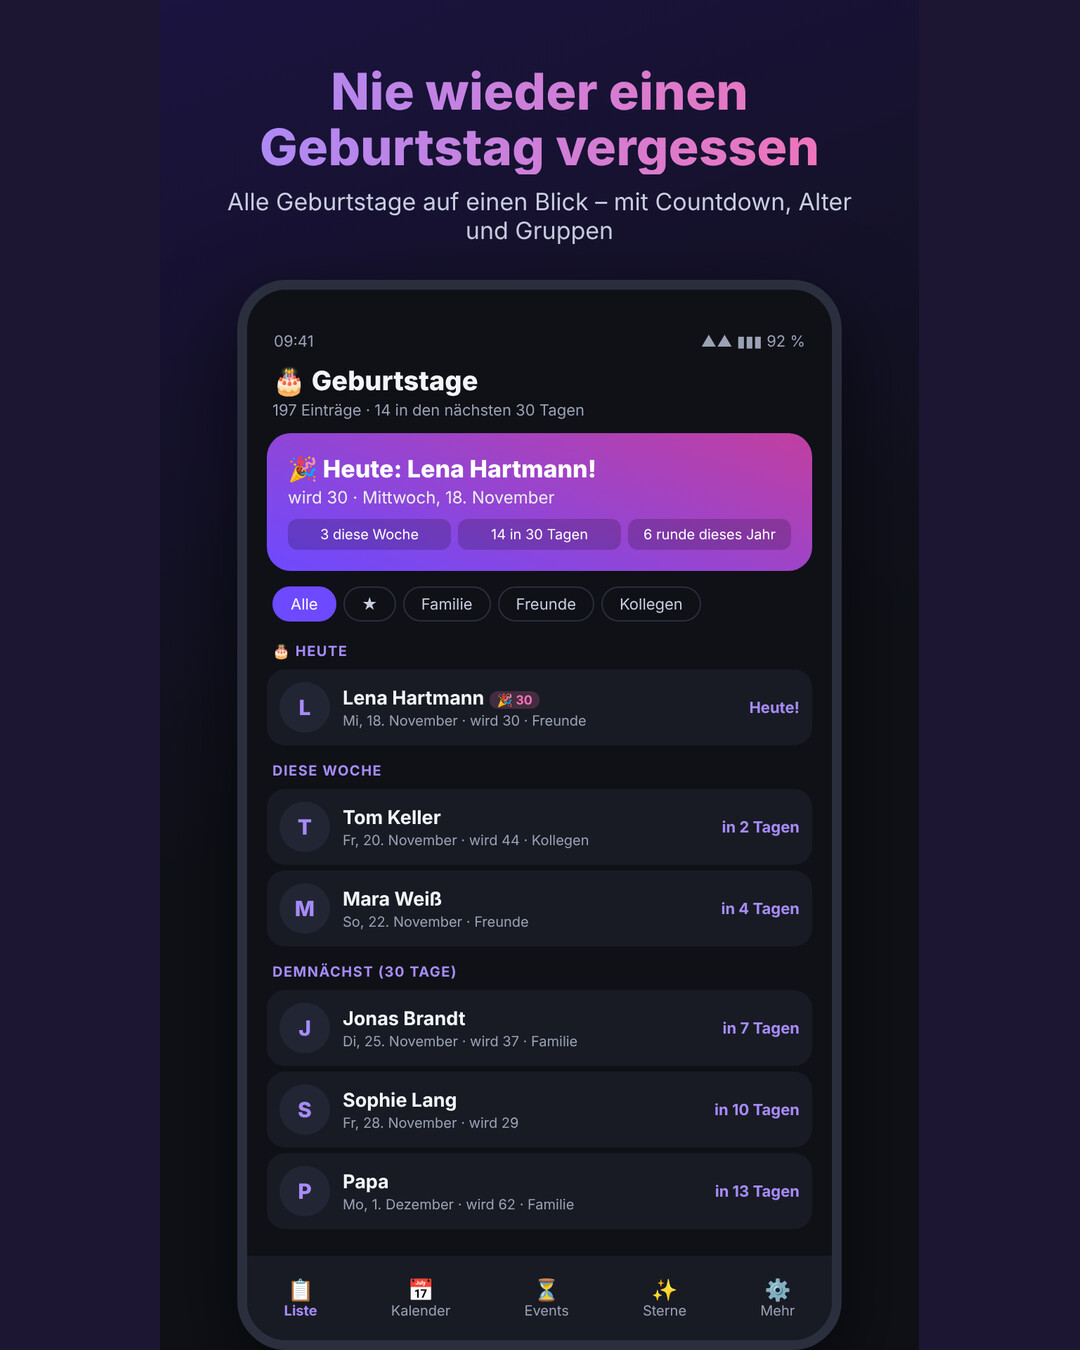 Nie wieder einen
Geburtstag vergessen
Alle Geburtstage auf einen Blick – mit Countdown, Alter
und Gruppen
09:41
92 %
🎂 Geburtstage
197 Einträge · 14 in den nächsten 30 Tagen
🎉 Heute: Lena Hartmann!
wird 30 · Mittwoch, 18. November
3 diese Woche
14 in 30 Tagen
6 runde dieses Jahr
Alle
★
Familie
Freunde
Kollegen
🎂 HEUTE
L
Lena Hartmann 🎉 30
Mi, 18. November · wird 30 · Freunde
Heute!
DIESE WOCHE
T
Tom Keller
Fr, 20. November · wird 44 · Kollegen
in 2 Tagen
M
Mara Weiß
So, 22. November · Freunde
in 4 Tagen
DEMNÄCHST (30 TAGE)
J
Jonas Brandt
Di, 25. November · wird 37 · Familie
in 7 Tagen
S
Sophie Lang
Fr, 28. November · wird 29
in 10 Tagen
P
Papa
Mo, 1. Dezember · wird 62 · Familie
in 13 Tagen
Liste
Kalender
Events
Sterne
Mehr